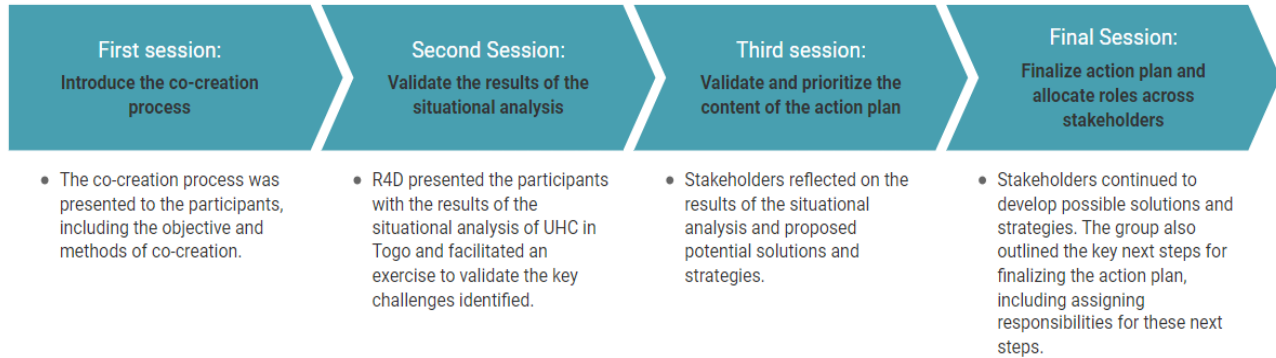 First session:
Introduce the co-creation
process
Second Session:
Validate the results of the
situational analysis
Third session:
Validate and prioritize the
content of the action plan
Final Session:
Finalize action plan and
allocate roles across
stakeholders
• The co-creation process was
presented to the participants,
including the objective and
methods of co-creation.
• R4D presented the participants
with the results of the
situational analysis of UHC in
Togo and facilitated an
exercise to validate the key
challenges identified.
• Stakeholders reflected on the
results of the situational
analysis and proposed
potential solutions and
strategies.
• Stakeholders continued to
develop possible solutions and
strategies. The group also
outlined the key next steps for
finalizing the action plan,
including assigning
responsibilities for these next
steps.